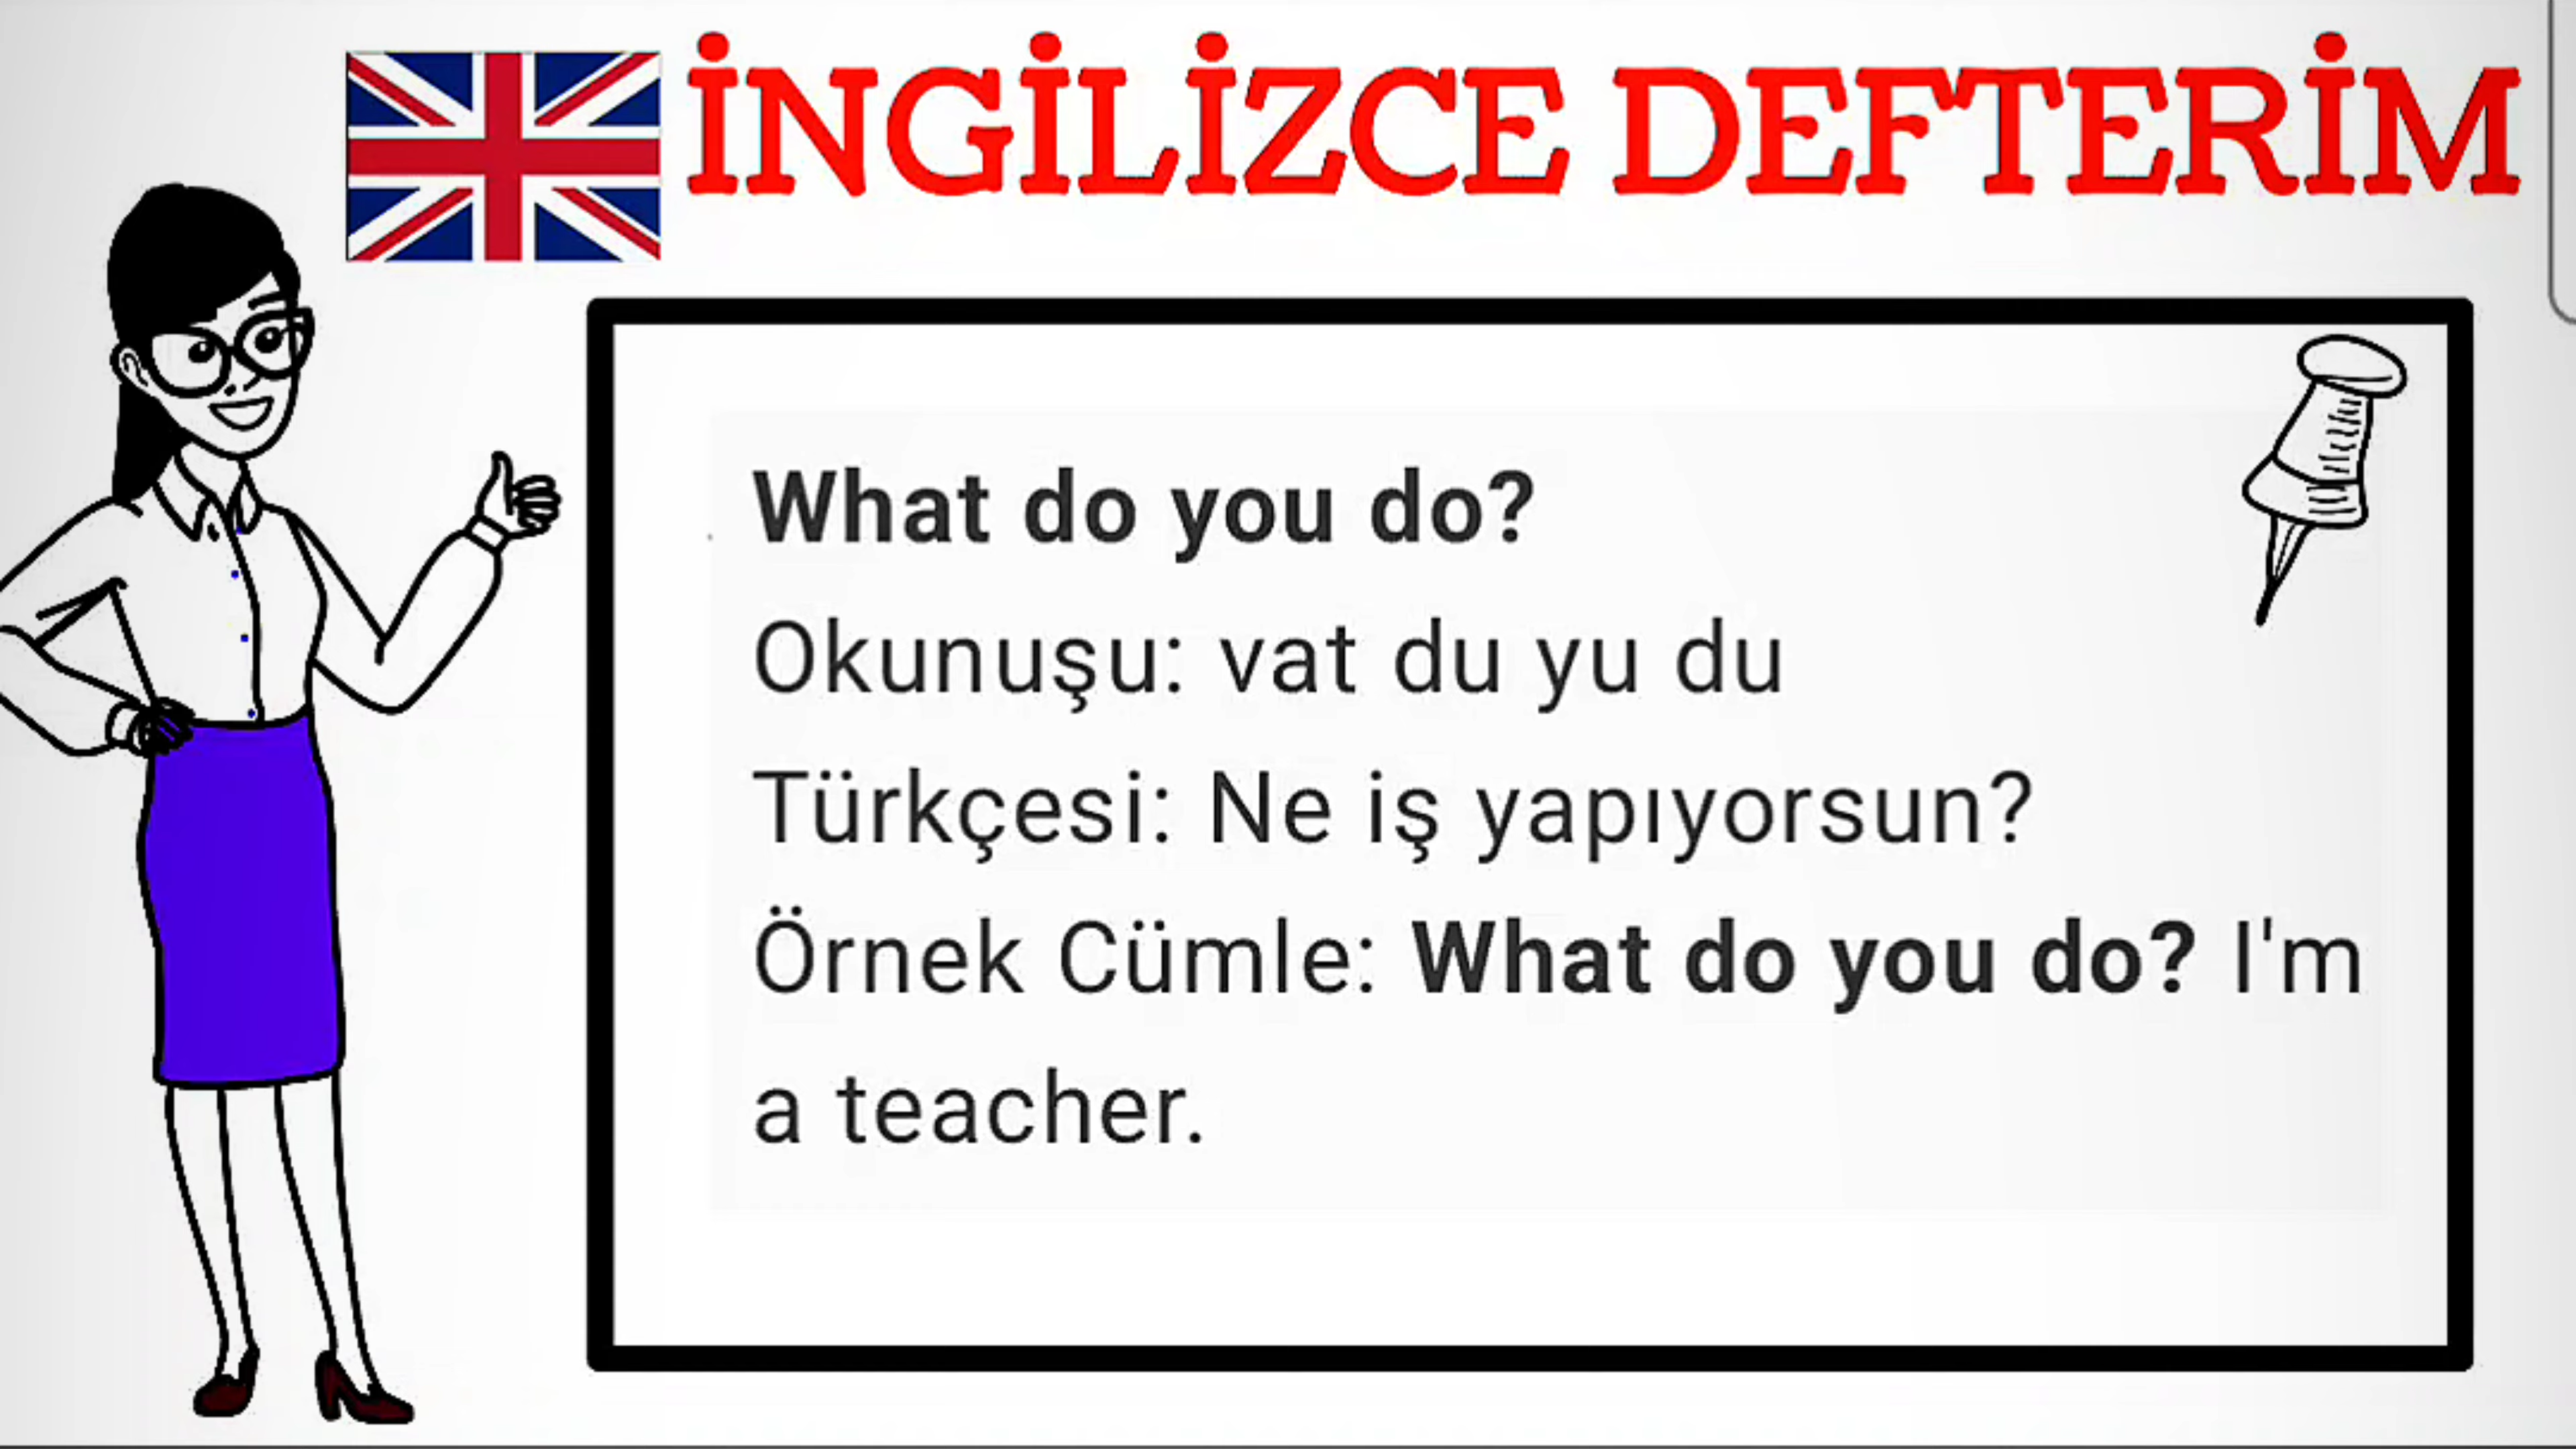 İNGİLİZCE DEFTERİM
What do you do?
Okunuşu: vat du yu du
Türkçesi: Ne iş yapıyorsun?
Örnek Cümle: What do you do? I'm
a teacher.